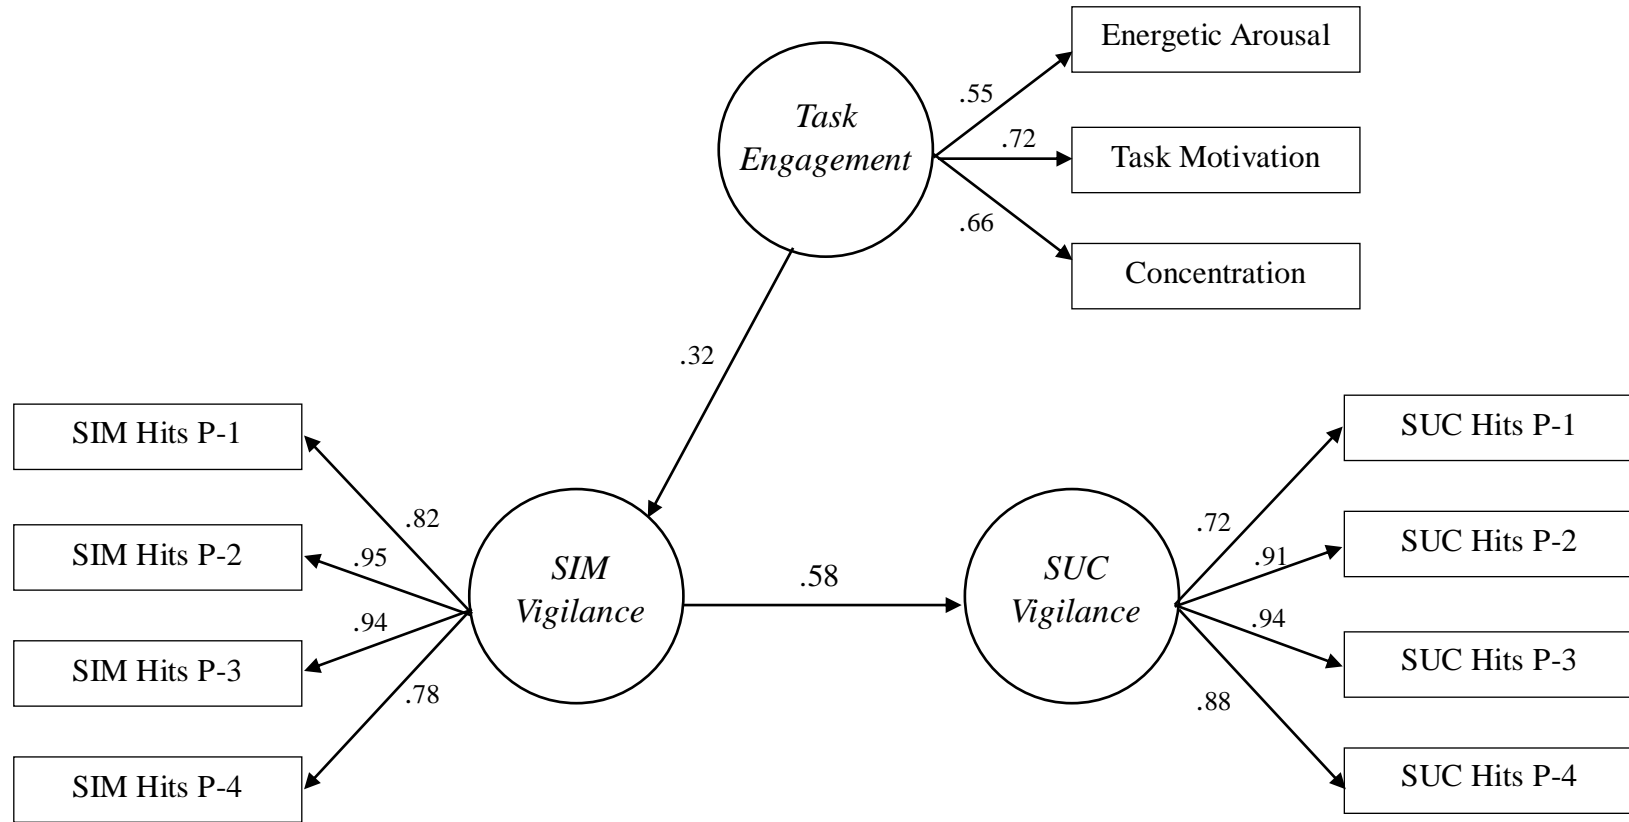 Energetic Arousal
.55
Task
Engagement
.72
Task Motivation
.66
Concentration
.32
SIM Hits P-1
.82
SIM Hits P-2
.95
SIM Hits P-3
.94
SIM Hits P-4
.78
SIM
Vigilance
.58
SUC
Vigilance
.72
SUC Hits P-1
.91
SUC Hits P-2
.94
SUC Hits P-3
.88
SUC Hits P-4